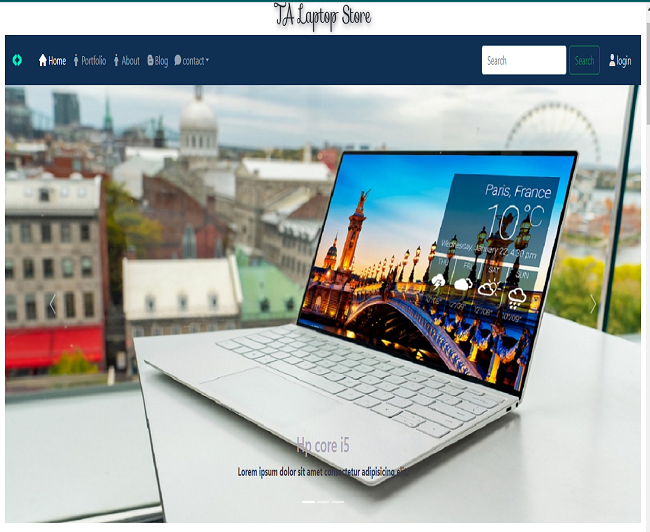 TA Laptop Store
Home Portfolio About Blog contact Search Search login
Paris, France
10°C
Wednesday, January 22, 4:30 pm
THU FRI SAT SUN
Hp core i5
Lorem ipsum dolor sit amet consectetur adipisicing eli